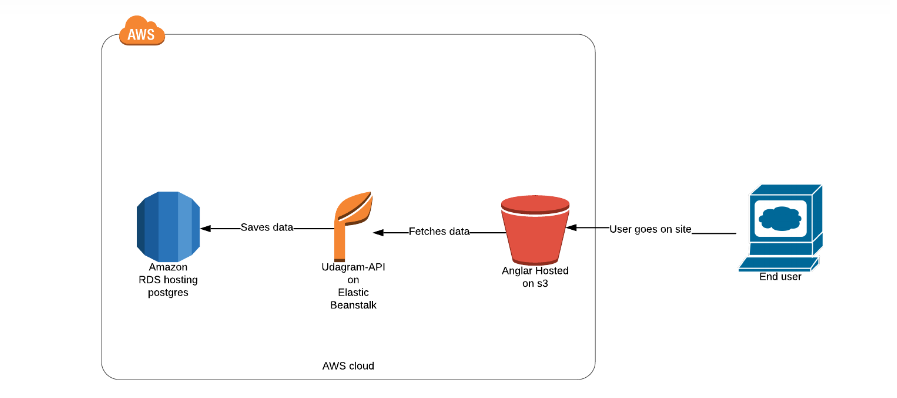 AWS
Saves data
Fetches data
User goes on site
Amazon
RDS hosting
postgres
Udagram-API
on
Elastic
Beanstalk
Anglar Hosted
on s3
End user
AWS cloud